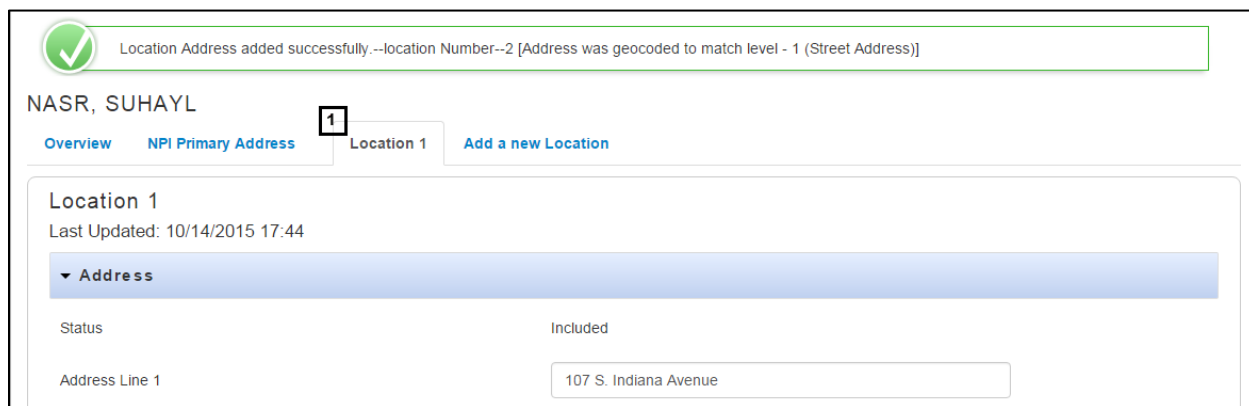 Location Address added successfully.--location Number--2 [Address was geocoded to match level - 1 (Street Address)]
NASR, SUHAYL
1
Overview NPI Primary Address Location 1 Add a new Location
Location 1
Last Updated: 10/14/2015 17:44
Address
Status Included
Address Line 1 107 S. Indiana Avenue